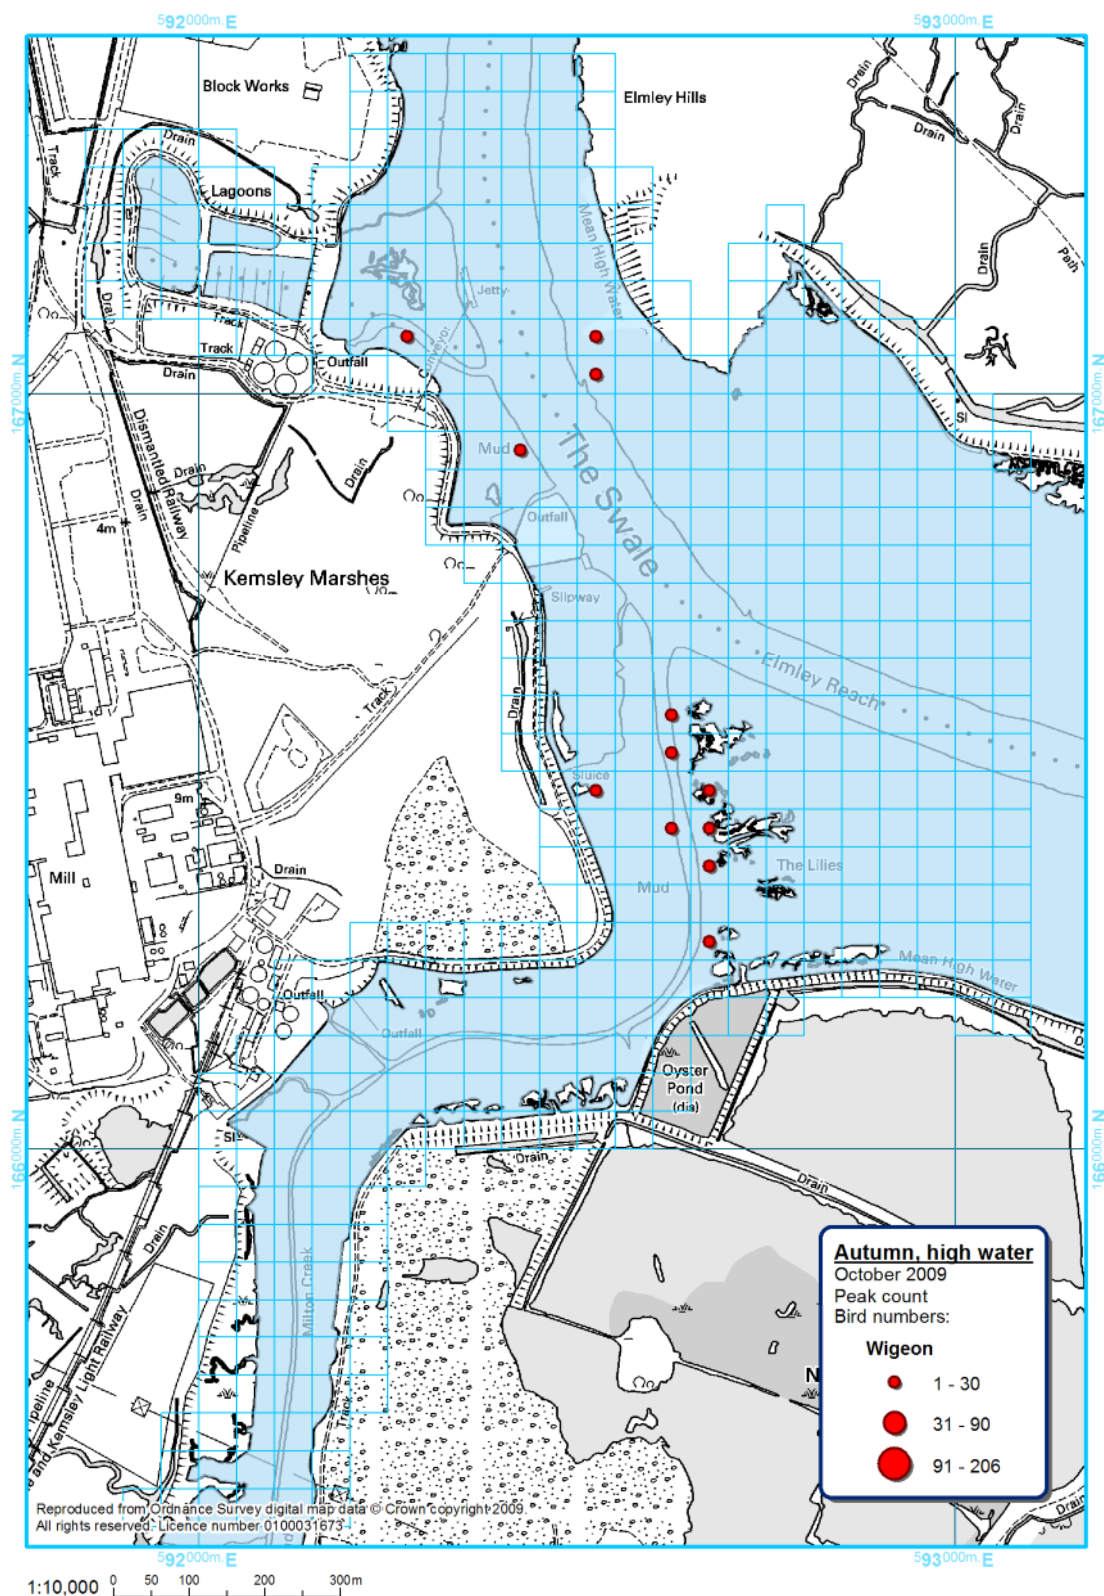 592000m. E
593000m. E
Block Works
Elmley Hills
Drain
Drain
Drain
Track
Drain
Lagoons
Mean High Water
Drain
Path
Jetty
Drain
Track
Track
Conveyor
Outfall
Drain
167000m. N
167000m. N
SI
Dismantled Railway
Mud
The Swale
Drain
Drain
Drain
4m
Pipeline
Outfall
Kemsley Marshes
Slipway
Elmley Reach
Drain
Track
Sluice
9m
Mill
Drain
The Lilies
Mud
Mean High Water
Outfall
Outfall
Oyster
Pond
(dis)
SI
166000m. N
166000m. N
Drain
Drain
Drain
Milton Creek
Track
Pipeline
e and Kemsley Light Railway
N
Drain
Autumn, high water
October 2009
Peak count
Bird numbers:
Wigeon
1 - 30
31 - 90
91 - 206
Reproduced from Ordnance Survey digital map data © Crown copyright 2009.
All rights reserved. Licence number 0100031673
592000m. E
593000m. E
1:10,000 0 50 100 200 300m